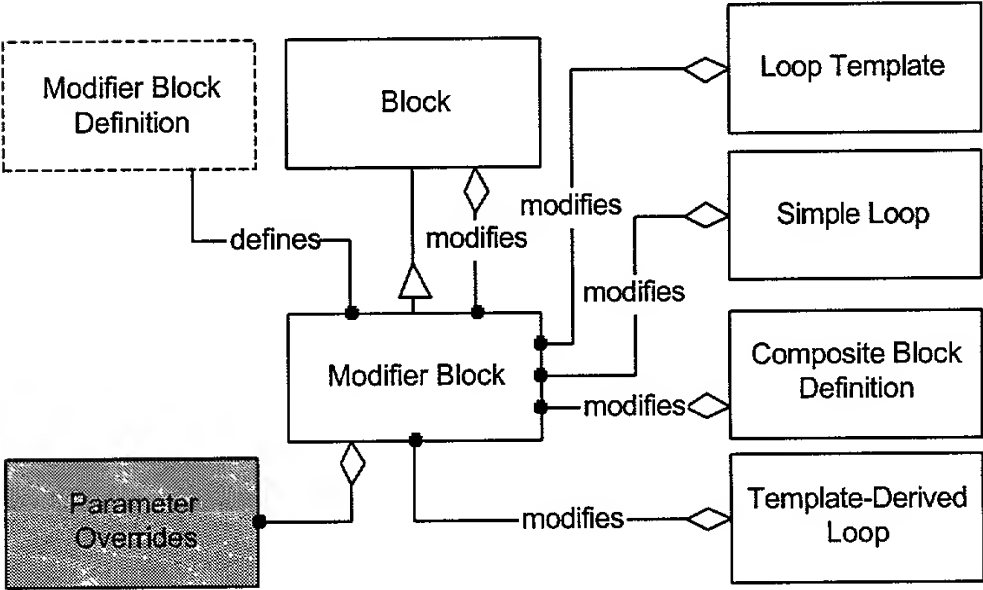 Modifier Block
Definition
Block
Loop Template
Simple Loop
modifies
modifies
defines
modifies
Modifier Block
Composite Block
Definition
modifies
Parameter
Overrides
modifies
Template-Derived
Loop